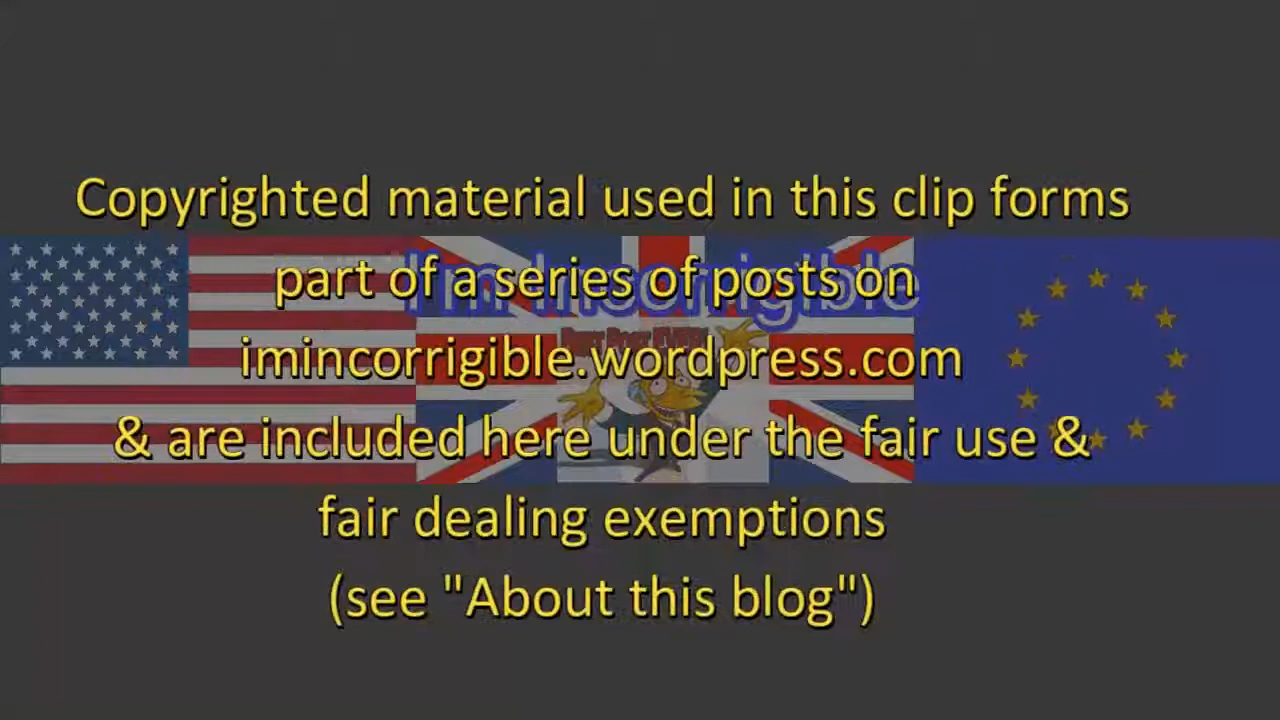 Copyrighted material used in this clip forms
part of a series of posts on
I'm Incorrigible
imincorrigible.wordpress.com
& are included here under the fair use &
fair dealing exemptions
(see "About this blog")